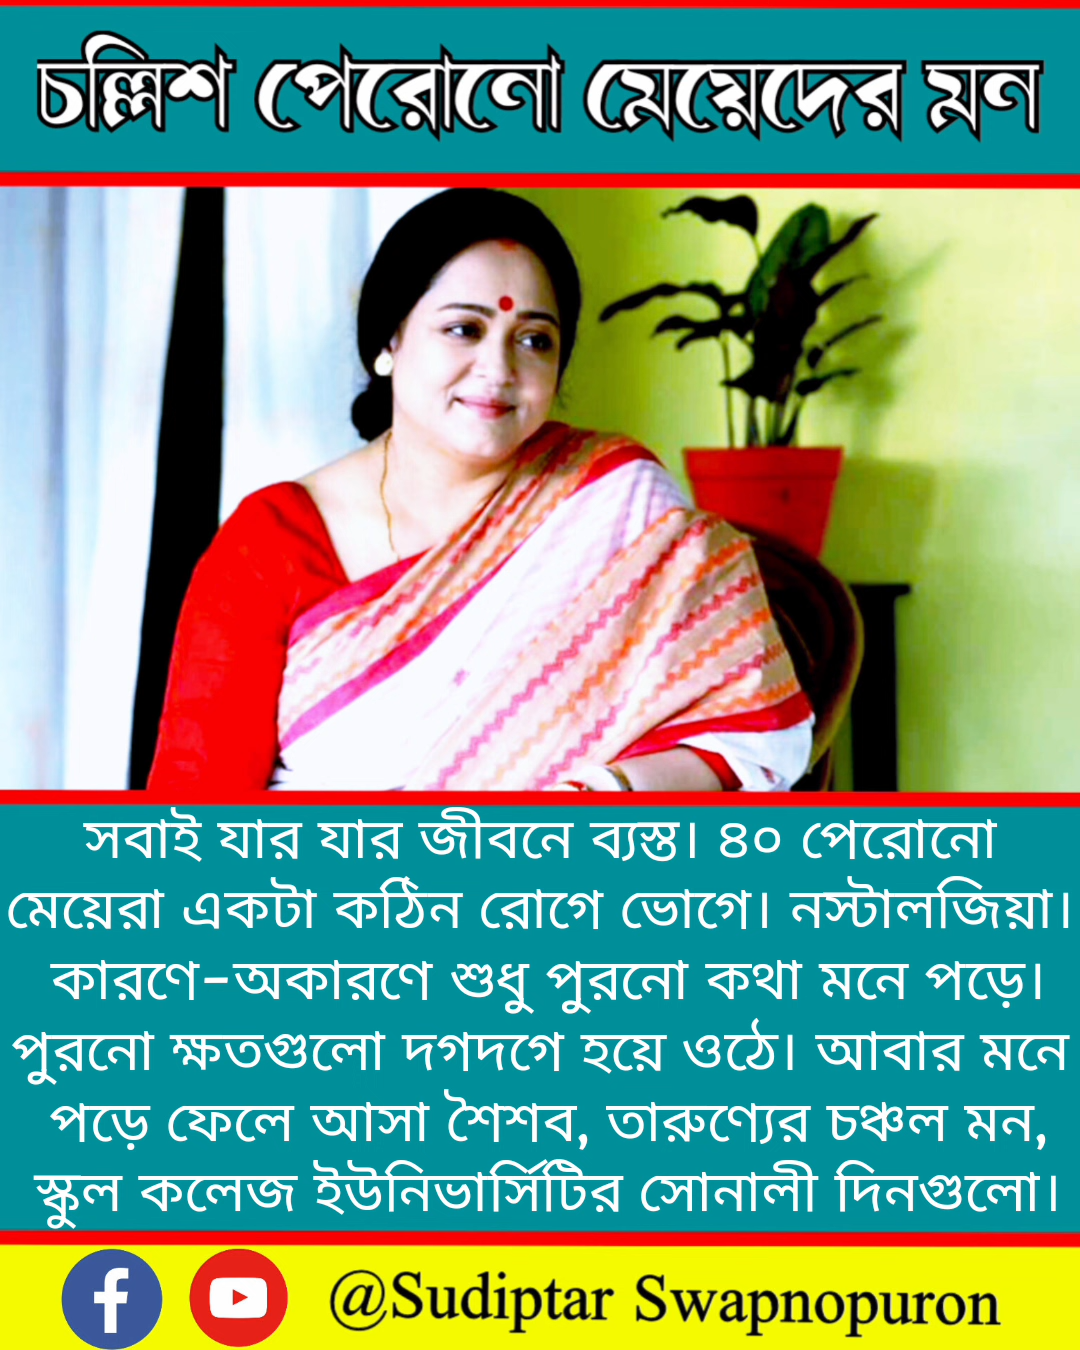 চল্লিশ পেরোনো মেয়েদের মন
সবাই যার যার জীবনে ব্যস্ত। ৪০ পেরোনো
মেয়েরা একটা কঠিন রোগে ভোগে। নস্টালজিয়া।
কারণে-অকারণে শুধু পুরনো কথা মনে পড়ে।
পুরনো ক্ষতগুলো দগদগে হয়ে ওঠে। আবার মনে
পড়ে ফেলে আসা শৈশব, তারুণ্যের চঞ্চল মন,
স্কুল কলেজ ইউনিভার্সিটির সোনালী দিনগুলো।
@Sudiptar Swapnopuron